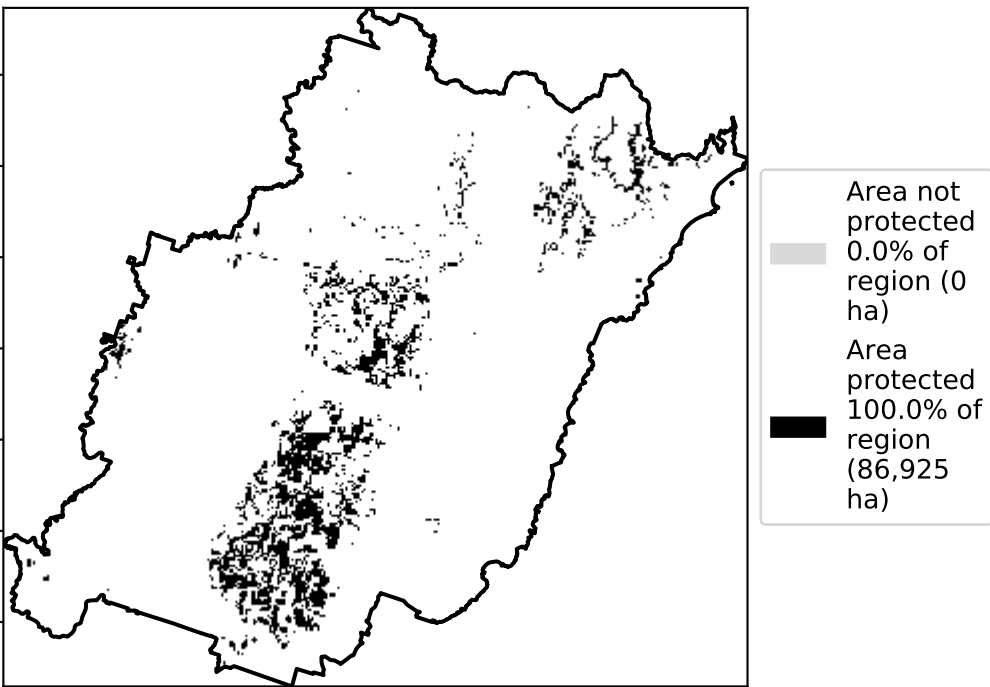 Area not
protected
0.0% of
region (0
ha)
Area
protected
100.0% of
region
(86,925
ha)